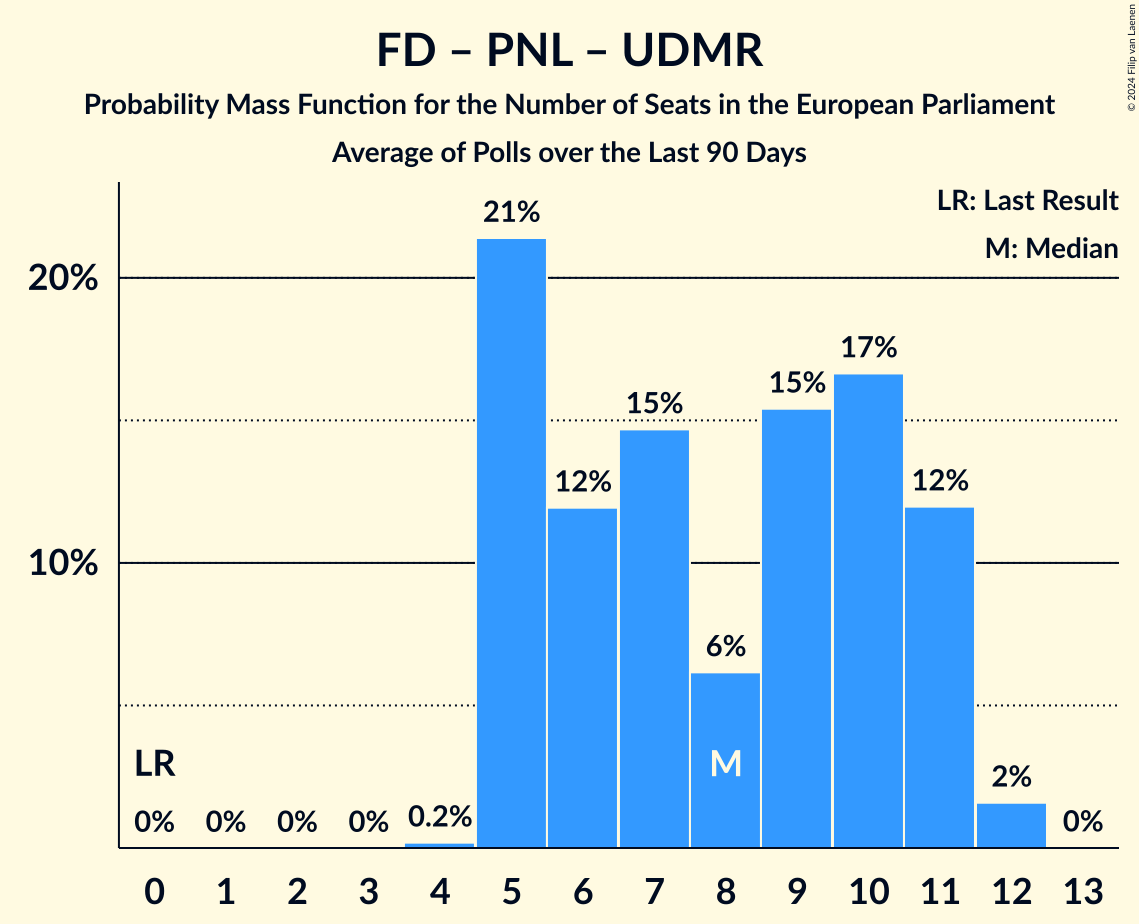 FD – PNL – UDMR
Probability Mass Function for the Number of Seats in the European Parliament
Average of Polls over the Last 90 Days
© 2024 Filip van Laenen
LR: Last Result
M: Median
20%
10%
21%
17%
15%
15%
12%
12%
6%
LR
M
2%
0%
0%
0%
0%
0.2%
0%
0 1 2 3 4 5 6 7 8 9 10 11 12 13